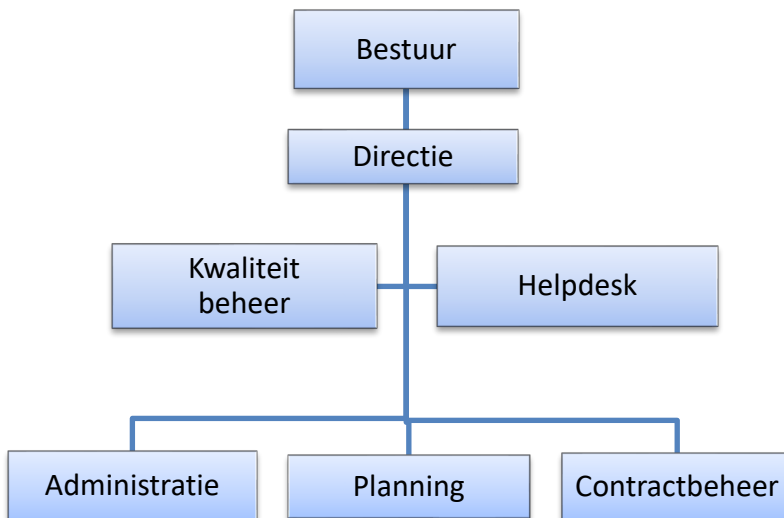 Bestuur
Directie
Kwaliteit
beheer
Helpdesk
Administratie
Planning
Contractbeheer